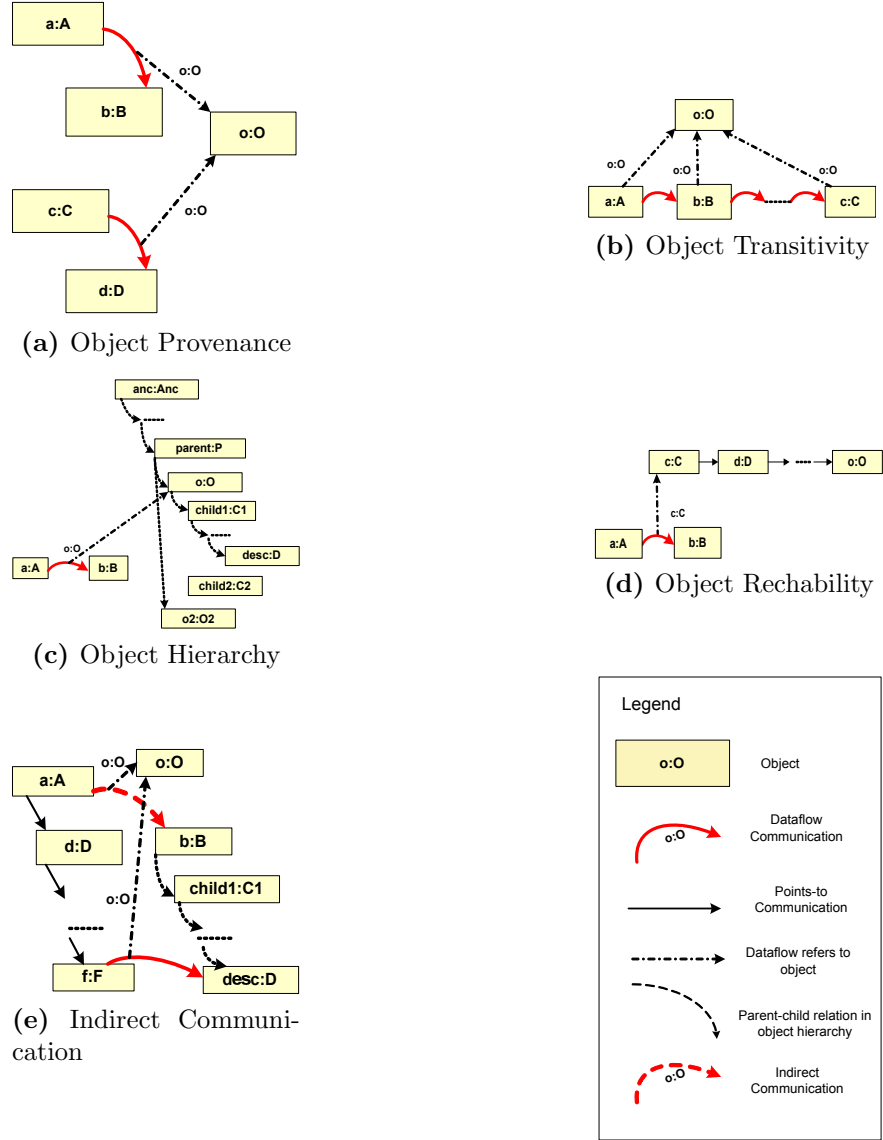 a:A
o:O
b:B
o:O
c:C
o:O
d:D
(a) Object Provenance
o:O
o:O
o:O
o:O
a:A
b:B
c:C
(b) Object Transitivity
anc:Anc
parent:P
o:O
child1:C1
o:O
desc:D
a:A
b:B
child2:C2
o2:O2
(c) Object Hierarchy
c:C
d:D
o:O
c:C
a:A
b:B
(d) Object Rechability
o:O
o:O
a:A
d:D
b:B
o:O
child1:C1
f:F
desc:D
(e) Indirect Communi-
cation
Legend
o:O
Object
o:O
Dataflow
Communication
Points-to
Communication
Dataflow refers to
object
Parent-child relation in
object hierarchy
o:O
Indirect
Communication